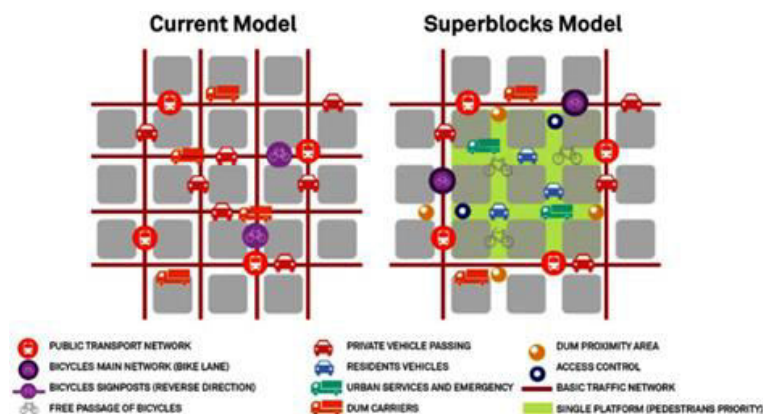 Current Model
Superblocks Model
PUBLIC TRANSPORT NETWORK
BICYCLES MAIN NETWORK (BIKE LANE)
BICYCLES SIGNPOSTS (REVERSE DIRECTION)
FREE PASSAGE OF BICYCLES
PRIVATE VEHICLE PASSING
RESIDENTS VEHICLES
URBAN SERVICES AND EMERGENCY
DUM CARRIERS
DUM PROXIMITY AREA
ACCESS CONTROL
BASIC TRAFFIC NETWORK
SINGLE PLATFORM (PEDESTRIANS PRIORITY)